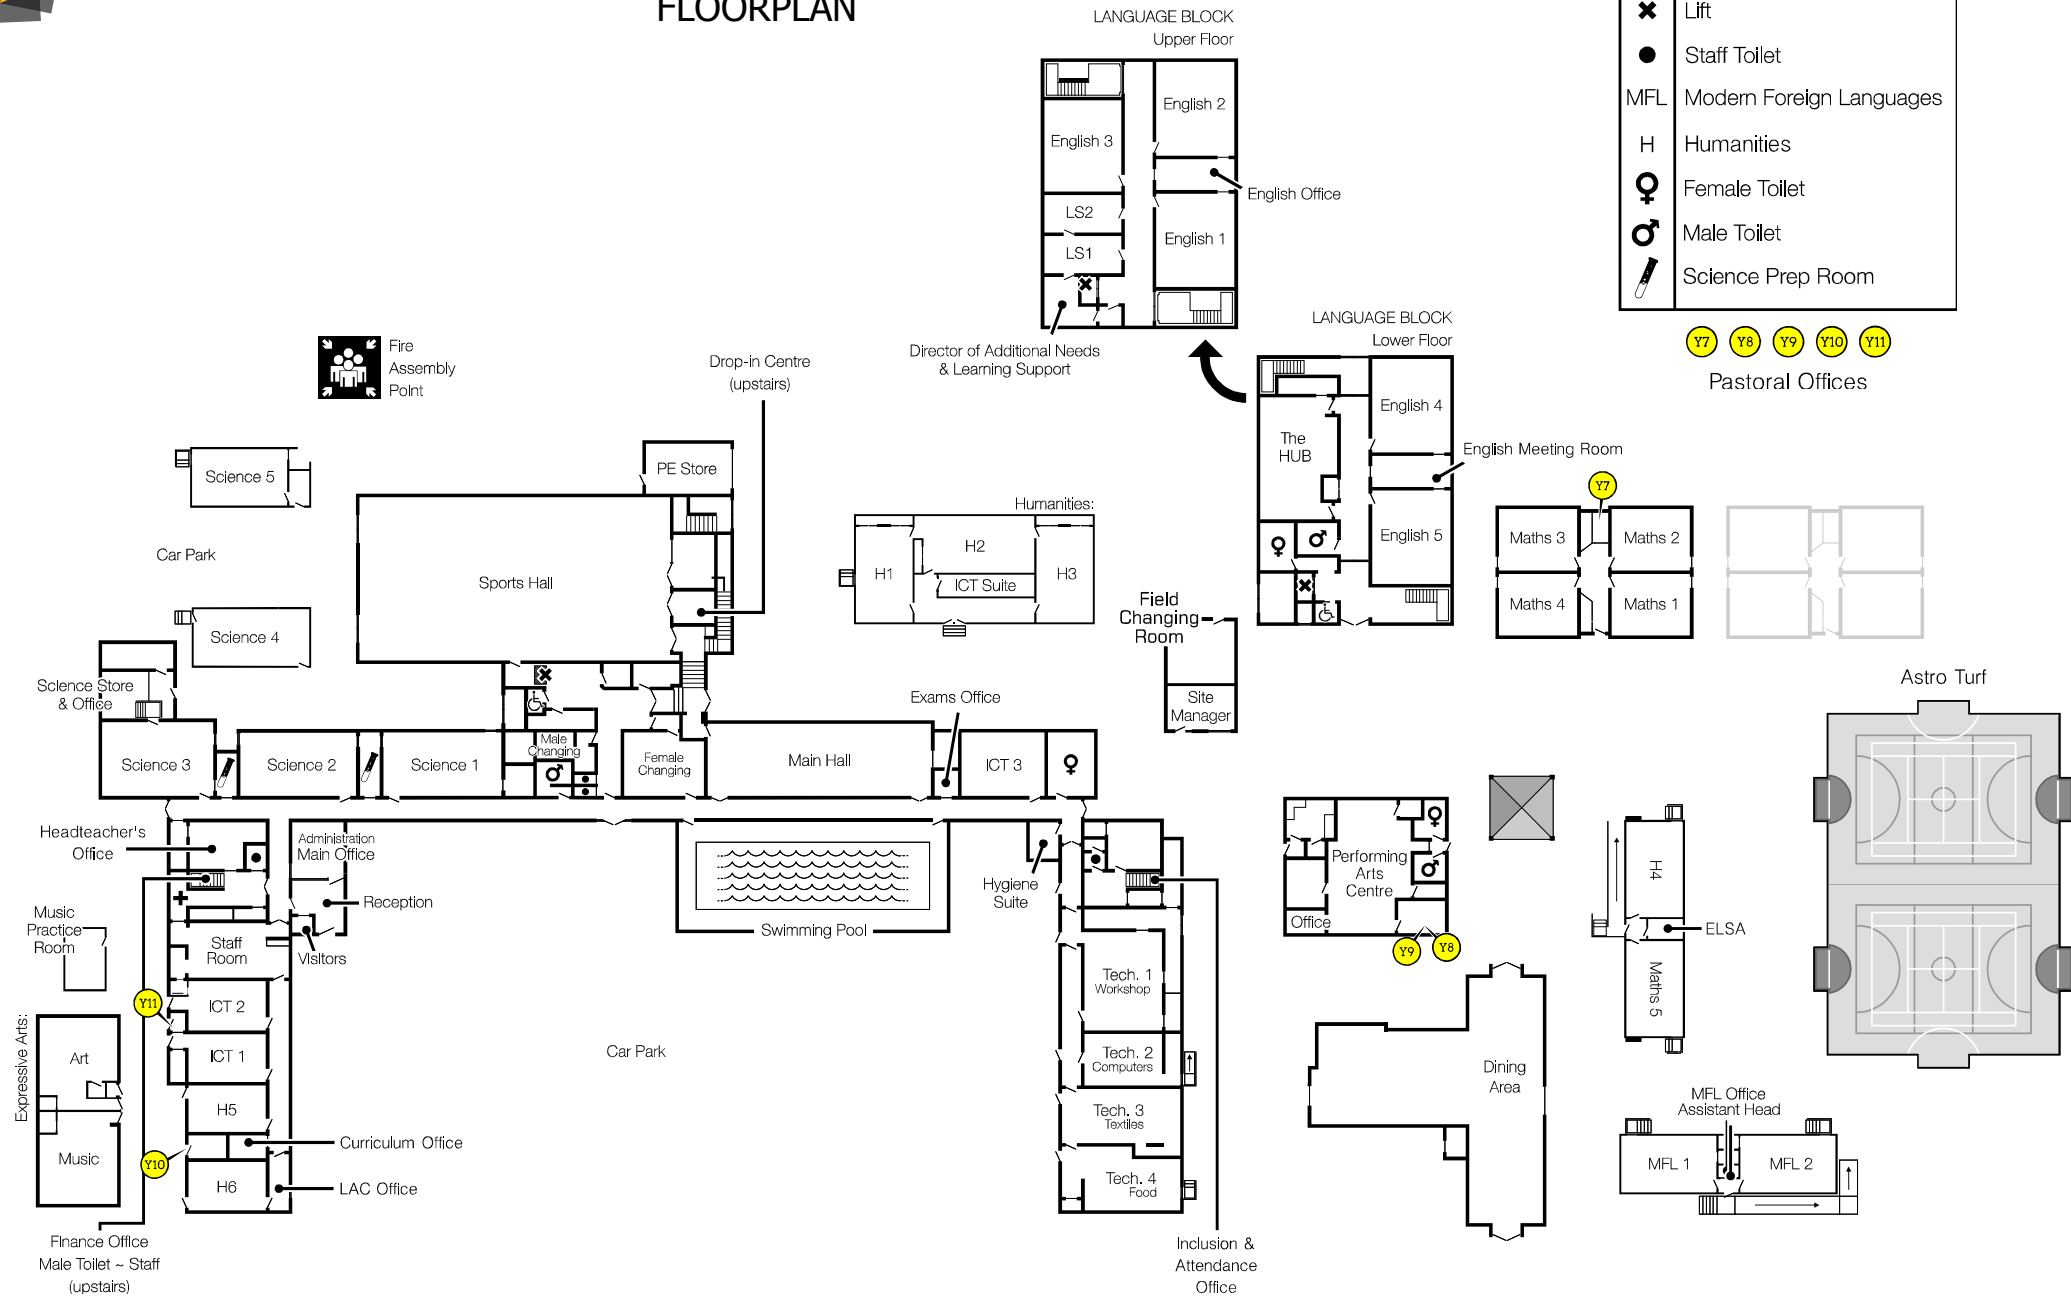 FLOORPLAN
LANGUAGE BLOCK
Upper Floor
English 2
English 3
English Office
LS2
English 1
LS1
Director of Additional Needs
& Learning Support
Lift
Staff Toilet
MFL Modern Foreign Languages
H Humanities
Female Toilet
Male Toilet
Science Prep Room
Y7 Y8 Y9 Y10 Y11
Pastoral Offices
LANGUAGE BLOCK
Lower Floor
English 4
The
HUB
English Meeting Room
English 5
Fire
Assembly
Point
Drop-in Centre
(upstairs)
PE Store
Science 5
Car Park
Sports Hall
Science 4
Humanities:
H1
H2
ICT Suite
H3
Y7
Maths 3
Maths 2
Maths 4
Maths 1
Field
Changing
Room
Site
Manager
Astro Turf
Science Store
& Office
Science 3
Science 2
Science 1
Male
Changing
Female
Changing
Main Hall
Exams Office
ICT 3
Headteacher's
Office
Administration
Main Office
Reception
Visitors
Music
Practice
Room
Staff
Room
Y11
ICT 2
ICT 1
H5
Curriculum Office
Y10
H6
LAC Office
Expressive Arts:
Art
Music
Finance Office
Male Toilet ~ Staff
(upstairs)
Swimming Pool
Hygiene
Suite
Car Park
Tech. 1
Workshop
Tech. 2
Computers
Tech. 3
Textiles
Tech. 4
Food
Inclusion &
Attendance
Office
Performing
Arts
Centre
Office
Y9
Y8
H4
ELSA
Maths 5
Dining
Area
MFL Office
Assistant Head
MFL 1
MFL 2